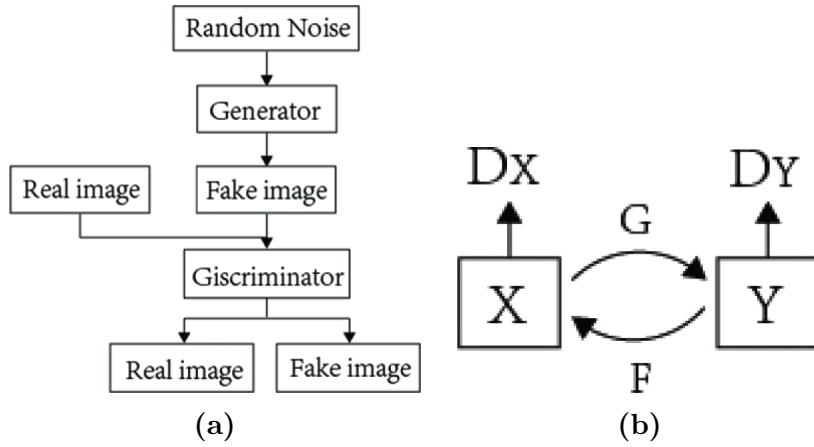 Random Noise
Generator
Real image
Fake image
Giscriminator
Real image
Fake image
(a)
Dx
DY
G
X
Y
F
(b)